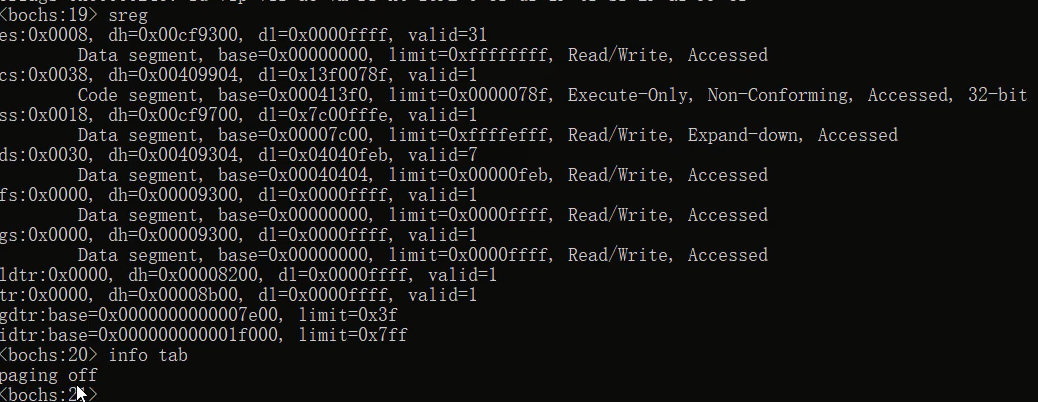 <bochs:19> sreg
es:0x0008, dh=0x00cf9300, dl=0x0000ffff, valid=31
Data segment, base=0x00000000, limit=0xffffffff, Read/Write, Accessed
cs:0x0038, dh=0x00409904, dl=0x13f0078f, valid=1
Code segment, base=0x000413f0, limit=0x0000078f, Execute-Only, Non-Conforming, Accessed, 32-bit
ss:0x0018, dh=0x00cf9700, dl=0x7c00fffe, valid=1
Data segment, base=0x00007c00, limit=0xffffefff, Read/Write, Expand-down, Accessed
ds:0x0030, dh=0x00409304, dl=0x04040feb, valid=7
Data segment, base=0x00040404, limit=0x00000feb, Read/Write, Accessed
fs:0x0000, dh=0x00009300, dl=0x0000ffff, valid=1
Data segment, base=0x00000000, limit=0x0000ffff, Read/Write, Accessed
gs:0x0000, dh=0x00009300, dl=0x0000ffff, valid=1
Data segment, base=0x00000000, limit=0x0000ffff, Read/Write, Accessed
ldtr:0x0000, dh=0x00008200, dl=0x0000ffff, valid=1
tr:0x0000, dh=0x00008b00, dl=0x0000ffff, valid=1
gdtr:base=0x0000000000007e00, limit=0x3f
idtr:base=0x000000000001f000, limit=0x7ff
<bochs:20> info tab
paging off